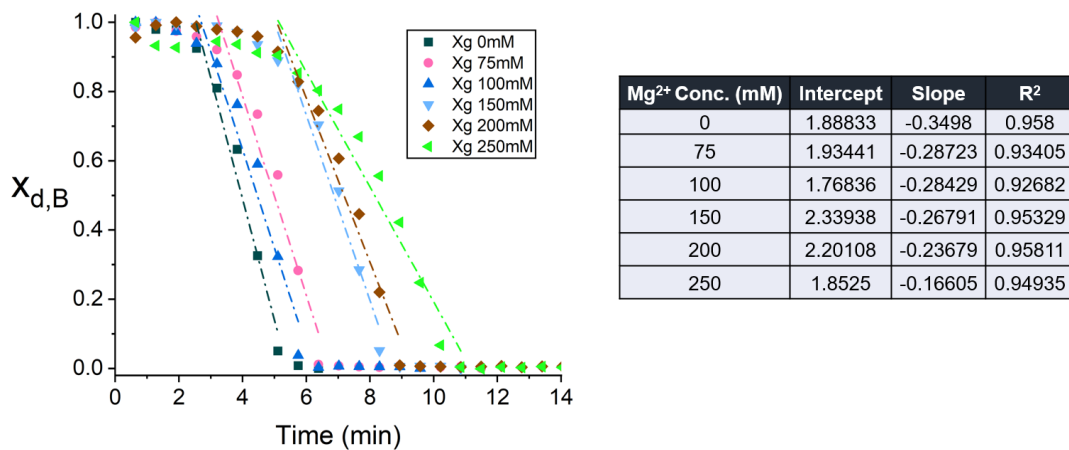 1.0
0.8
0.6
0.4
0.2
0.0
X_d,B
0 2 4 6 8 10 12 14
Time (min)
Xg 0mM
Xg 75mM
Xg 100mM
Xg 150mM
Xg 200mM
Xg 250mM
Mg²⁺ Conc. (mM) Intercept Slope R²
0 1.88833 -0.3498 0.958
75 1.93441 -0.28723 0.93405
100 1.76836 -0.28429 0.92682
150 2.33938 -0.26791 0.95329
200 2.20108 -0.23679 0.95811
250 1.8525 -0.16605 0.94935